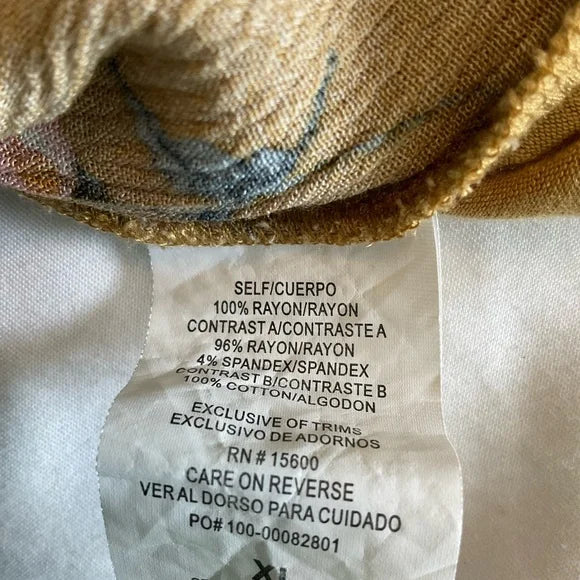 SELF/CUERPO
100% RAYON/RAYON
CONTRAST A/CONTRASTE A
96% RAYON/RAYON
4% SPANDEX/SPANDEX
CONTRAST B/CONTRASTE B
100% COTTON/ALGODON
EXCLUSIVE OF TRIMS
EXCLUSIVO DE ADORNOS
RN # 15600
CARE ON REVERSE
VER AL DORSO PARA CUIDADO
PO# 100-00082801
XL